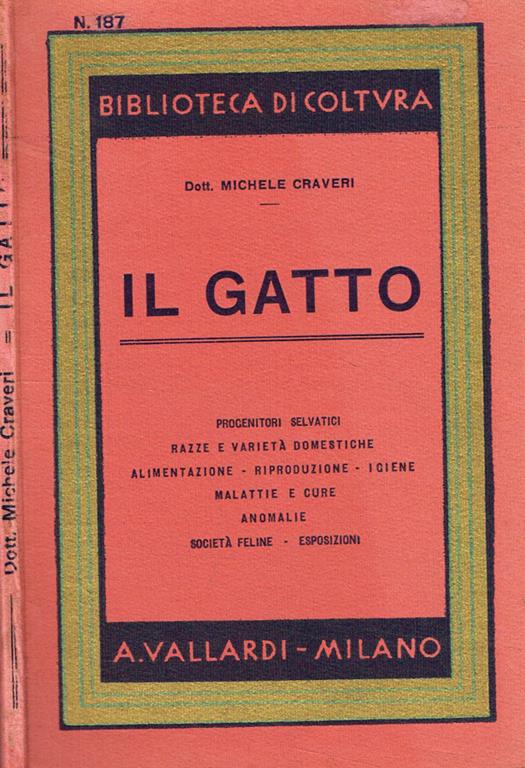 N. 187
BIBLIOTECA DI COLTVRA
Dott. MICHELE CRAVERI
IL GATTO
PROGENITORI SELVATICI
RAZZE E VARIETÀ DOMESTICHE
ALIMENTAZIONE - RIPRODUZIONE - IGIENE
MALATTIE E CURE
ANOMALIE
SOCIETÀ FELINE - ESPOSIZIONI
A. VALLARDI - MILANO
Dott. Michele Craveri = IL GATTO